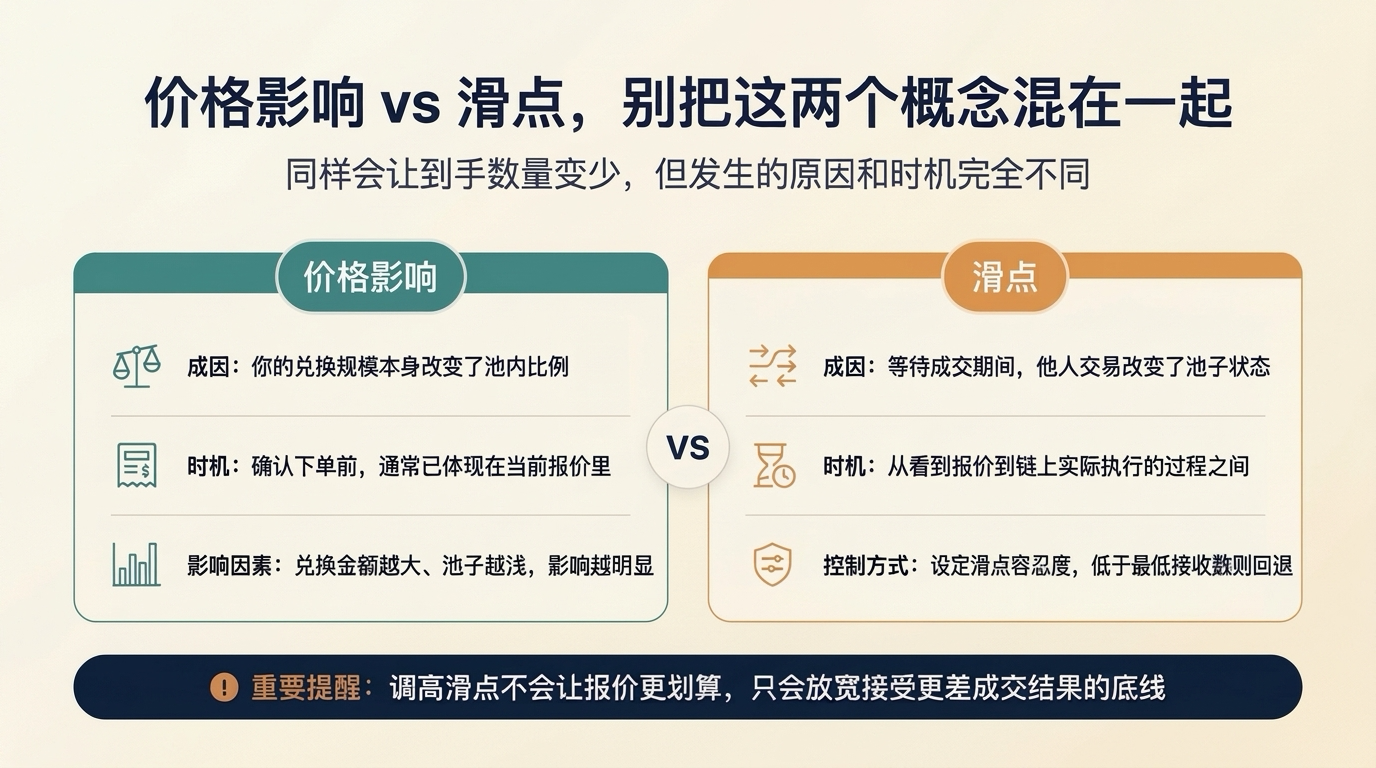 价格影响 vs 滑点，别把这两个概念混在一起
同样会让到手数量变少，但发生的原因和时机完全不同
价格影响
成因：你的兑换规模本身改变了池内比例
时机：确认下单前，通常已体现在当前报价里
影响因素：兑换金额越大、池子越浅，影响越明显
VS
滑点
成因：等待成交期间，他人交易改变了池子状态
时机：从看到报价到链上实际执行的过程之间
控制方式：设定滑点容忍度，低于最低接收数则回退
重要提醒：调高滑点不会让报价更划算，只会放宽接受更差成交结果的底线